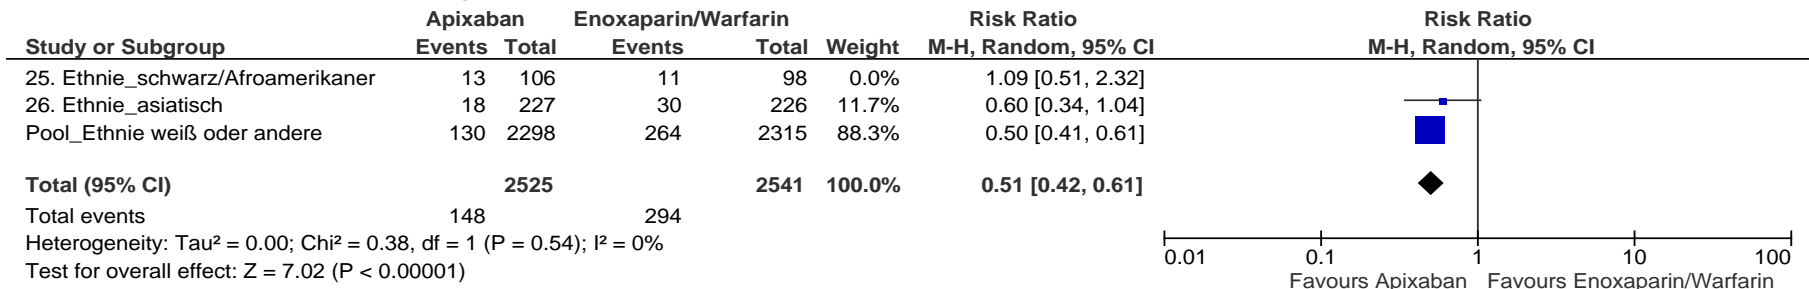 Apixaban Enoxaparin/Warfarin Risk Ratio Risk Ratio
Study or Subgroup Events Total Events Total Weight M-H, Random, 95% CI M-H, Random, 95% CI
25. Ethnie_schwarz/Afroamerikaner 13 106 11 98 0.0% 1.09 [0.51, 2.32]
26. Ethnie_asiatisch 18 227 30 226 11.7% 0.60 [0.34, 1.04]
Pool_Ethnie weiß oder andere 130 2298 264 2315 88.3% 0.50 [0.41, 0.61]
Total (95% CI) 2525 2541 100.0% 0.51 [0.42, 0.61]
Total events 148 294
Heterogeneity: Tau² = 0.00; Chi² = 0.38, df = 1 (P = 0.54); I² = 0%
Test for overall effect: Z = 7.02 (P < 0.00001)
0.01 0.1 1 10 100
Favours Apixaban Favours Enoxaparin/Warfarin